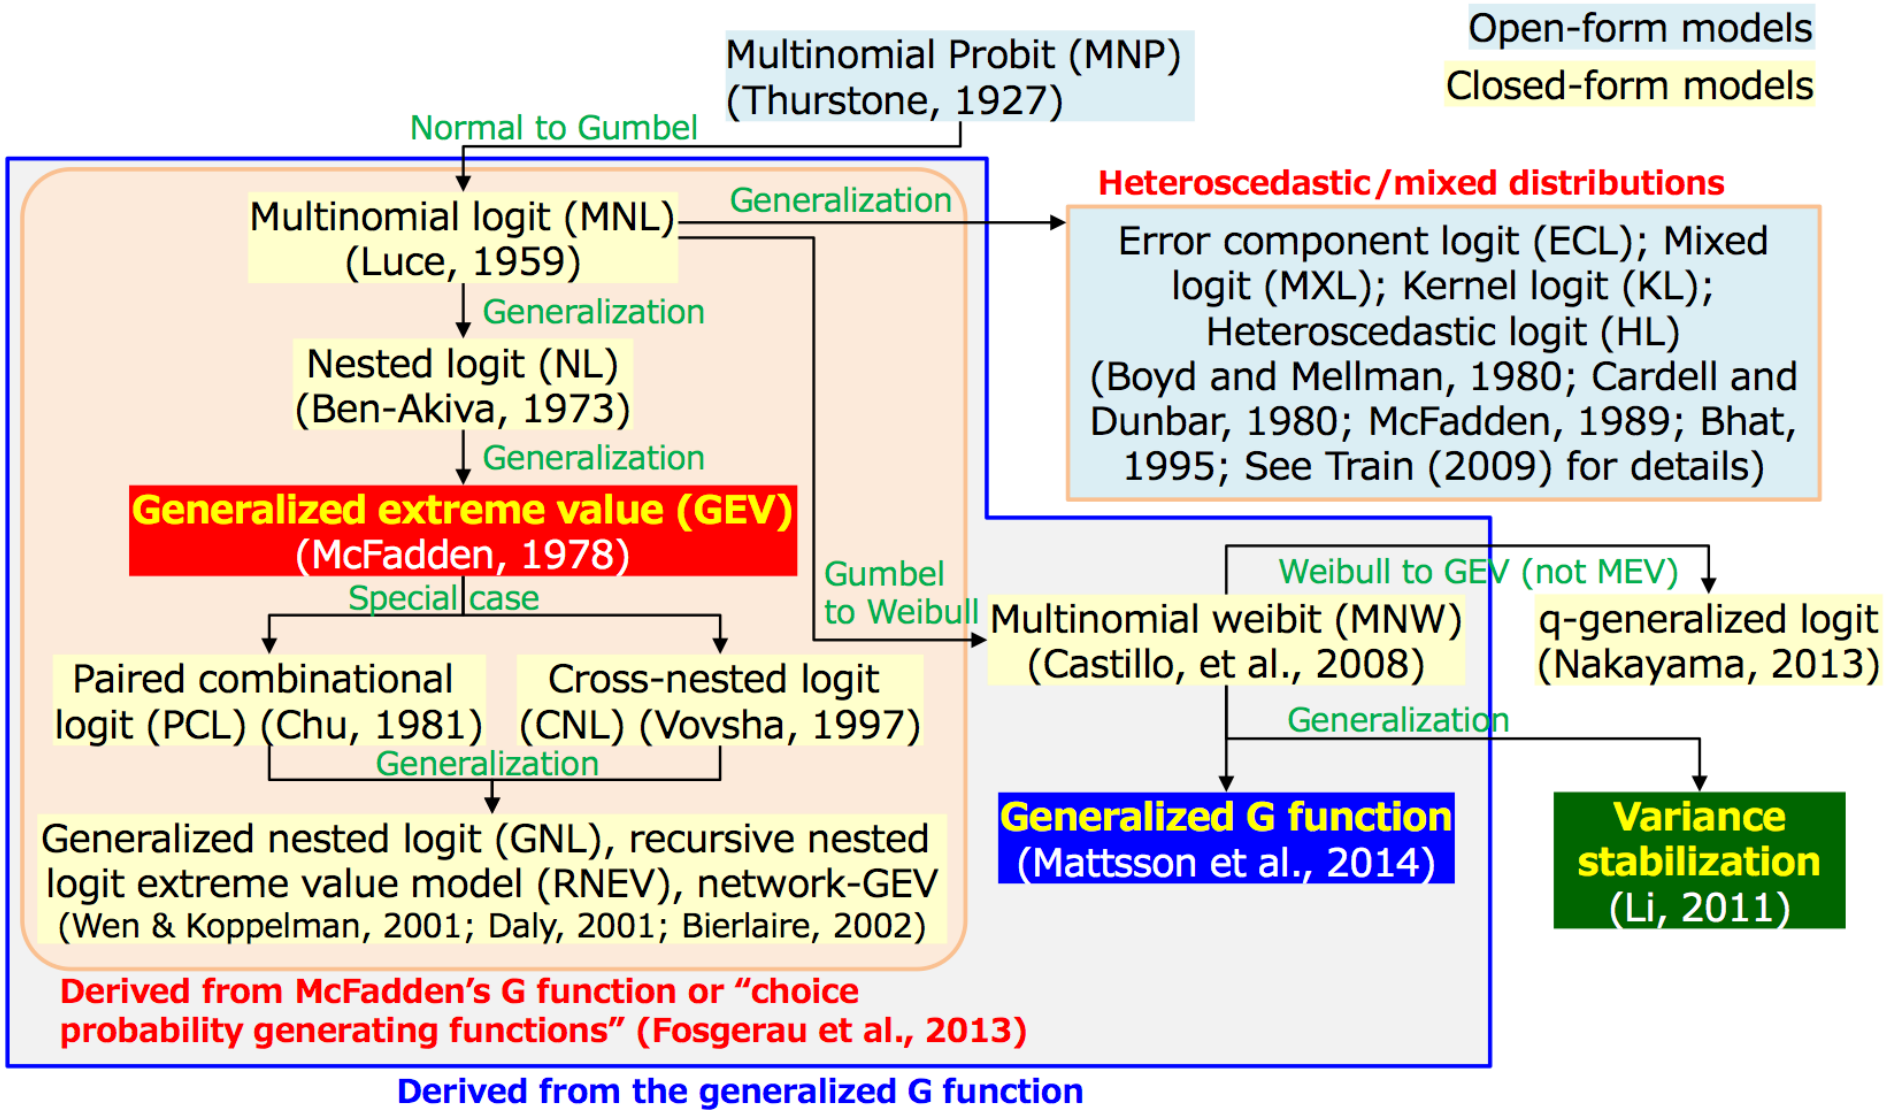 Open-form models
Closed-form models
Multinomial Probit (MNP)
(Thurstone, 1927)
Normal to Gumbel
Multinomial logit (MNL)
(Luce, 1959)
Generalization
Heteroscedastic/mixed distributions
Error component logit (ECL); Mixed
logit (MXL); Kernel logit (KL);
Heteroscedastic logit (HL)
(Boyd and Mellman, 1980; Cardell and
Dunbar, 1980; McFadden, 1989; Bhat,
1995; See Train (2009) for details)
Generalization
Nested logit (NL)
(Ben-Akiva, 1973)
Generalization
Generalized extreme value (GEV)
(McFadden, 1978)
Special case
Paired combinational
logit (PCL) (Chu, 1981)
Cross-nested logit
(CNL) (Vovsha, 1997)
Generalization
Generalized nested logit (GNL), recursive nested
logit extreme value model (RNEV), network-GEV
(Wen & Koppelman, 2001; Daly, 2001; Bierlaire, 2002)
Derived from McFadden’s G function or “choice
probability generating functions” (Fosgerau et al., 2013)
Gumbel
to Weibull
Multinomial weibit (MNW)
(Castillo, et al., 2008)
Weibull to GEV (not MEV)
q-generalized logit
(Nakayama, 2013)
Generalization
Generalized G function
(Mattsson et al., 2014)
Variance
stabilization
(Li, 2011)
Derived from the generalized G function